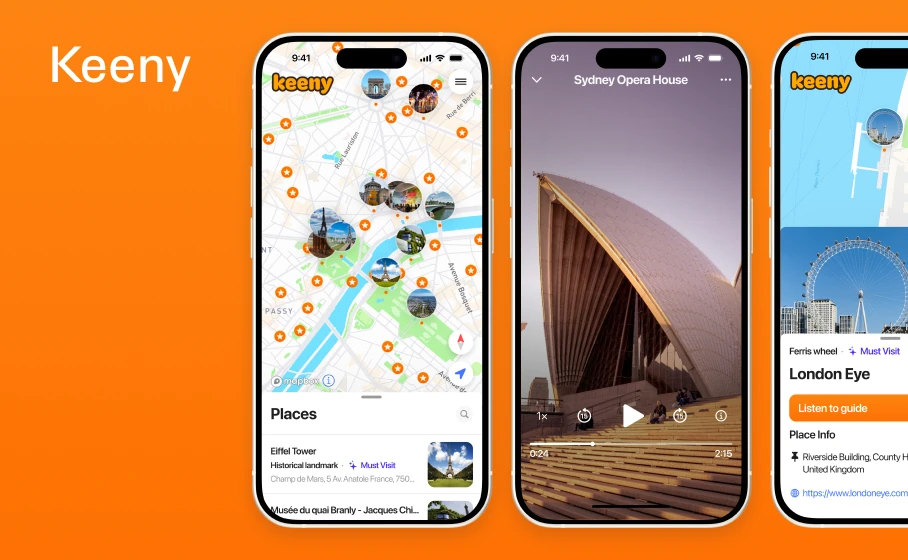 Keeny
9:41
keeny
Rue de Berri
Rue Lauriston
NT
PASSY
Avenue Bosquet
mapbox
Places
Eiffel Tower
Historical landmark · Must Visit
Champ de Mars, 5 Av. Anatole France, 750...
Musée du quai Branly - Jacques Chi...
9:41
Sydney Opera House
1×
15
15
0:24
2:15
9:41
keeny
Ferris wheel · Must Visit
London Eye
Listen to guide
Place Info
Riverside Building, County H
United Kingdom
https://www.londoneye.com